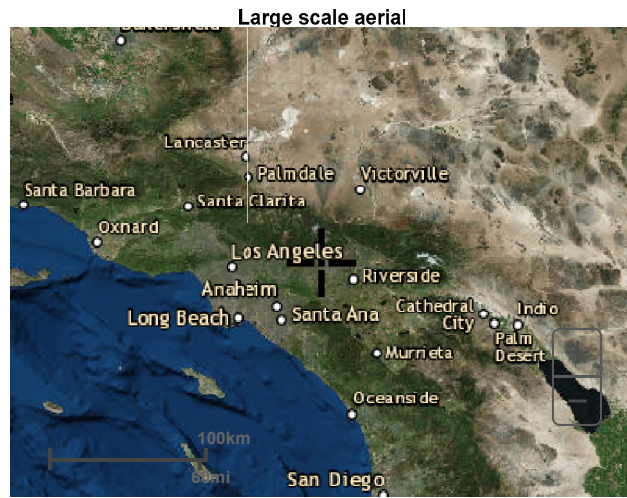 Large scale aerial
Bakersfield
Lancaster
Palmdale
Victorville
Santa Barbara
Santa Clarita
Oxnard
Los Angeles
Riverside
Anaheim
Cathedral
City
Indio
Long Beach
Santa Ana
Palm
Desert
Murrieta
Oceanside
100km
60mi
San Diego